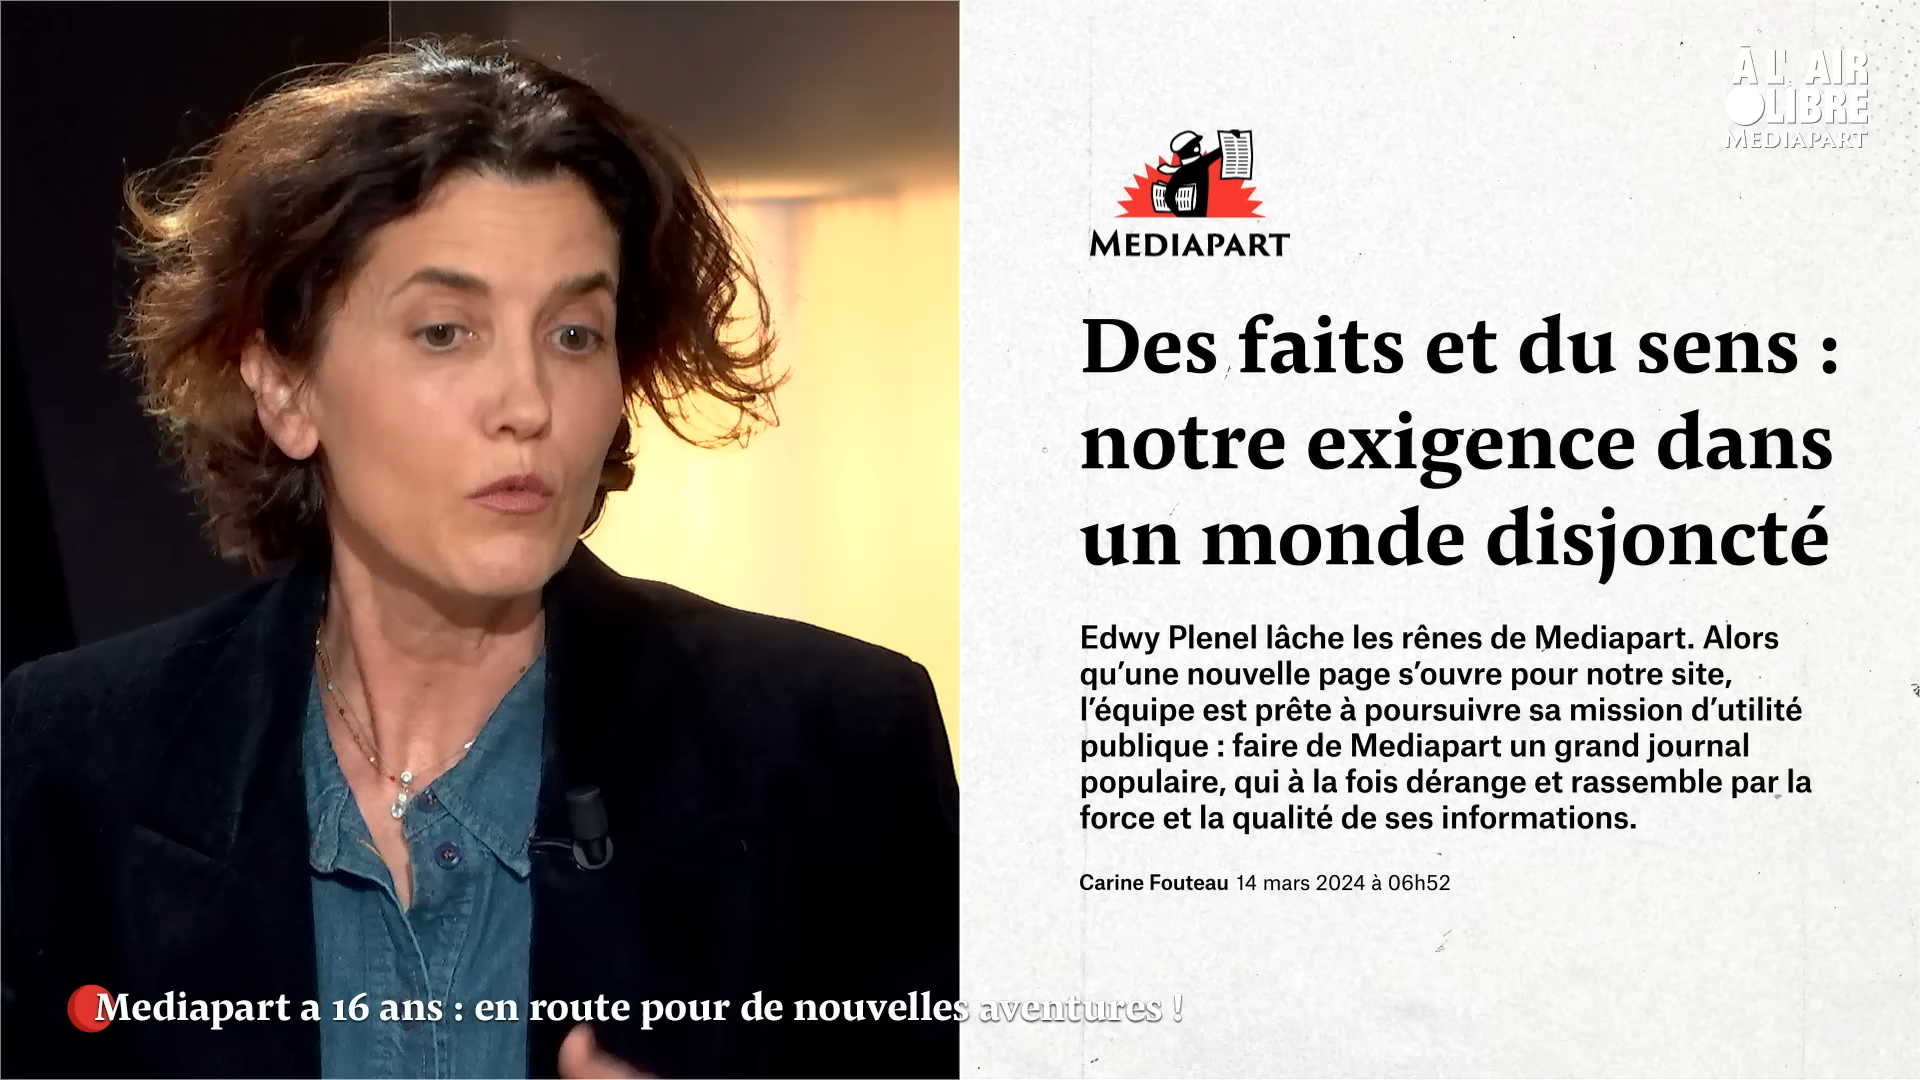 À L' AIR
LIBRE
MEDIAPART
MEDIAPART
Des faits et du sens :
notre exigence dans
un monde disjoncté
Edwy Plenel lâche les rênes de Mediapart. Alors
qu’une nouvelle page s’ouvre pour notre site,
l’équipe est prête à poursuivre sa mission d’utilité
publique : faire de Mediapart un grand journal
populaire, qui à la fois dérange et rassemble par la
force et la qualité de ses informations.
Carine Fouteau 14 mars 2024 à 06h52
Mediapart a 16 ans : en route pour de nouvelles aventures !